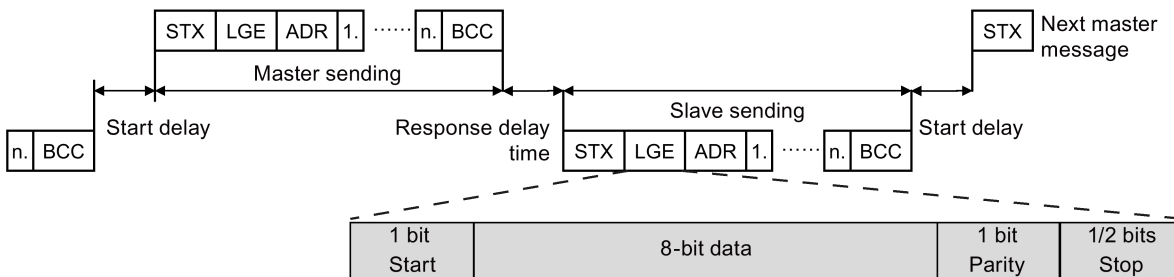 STX LGE ADR 1. ...... n. BCC
STX
Next master
message
Master sending
Slave sending
Start delay
Response delay
time
Start delay
n. BCC
STX LGE ADR 1. ...... n. BCC
1 bit
Start
8-bit data
1 bit
Parity
1/2 bits
Stop